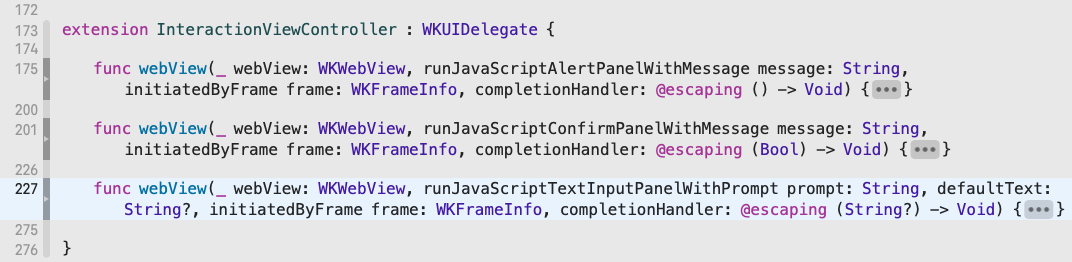 172
173 extension InteractionViewController : WKUIDelegate {
174
175 func webView(_ webView: WKWebView, runJavaScriptAlertPanelWithMessage message: String,
initiatedByFrame frame: WKFrameInfo, completionHandler: @escaping () -> Void) {•••}
200
201 func webView(_ webView: WKWebView, runJavaScriptConfirmPanelWithMessage message: String,
initiatedByFrame frame: WKFrameInfo, completionHandler: @escaping (Bool) -> Void) {•••}
226
227 func webView(_ webView: WKWebView, runJavaScriptTextInputPanelWithPrompt prompt: String, defaultText:
String?, initiatedByFrame frame: WKFrameInfo, completionHandler: @escaping (String?) -> Void) {•••}
275
276 }